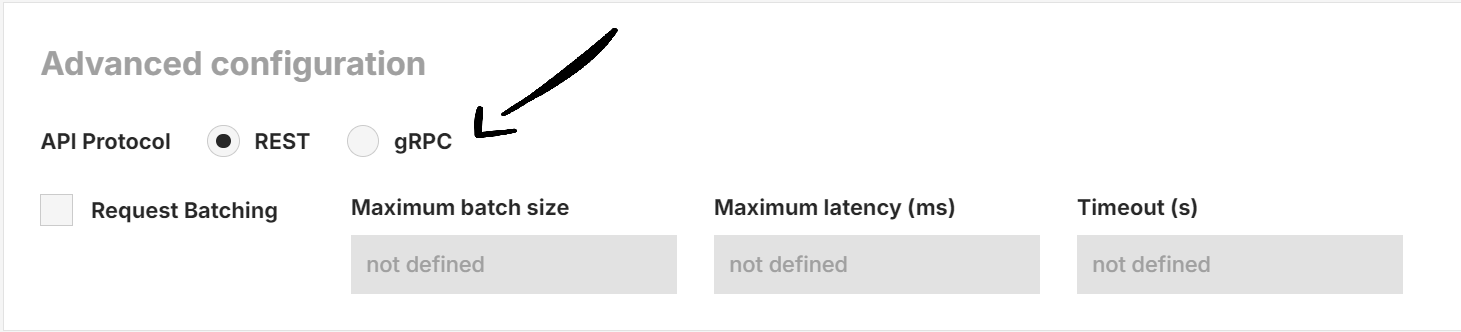 Advanced configuration
API Protocol REST gRPC
Request Batching Maximum batch size Maximum latency (ms) Timeout (s)
not defined not defined not defined